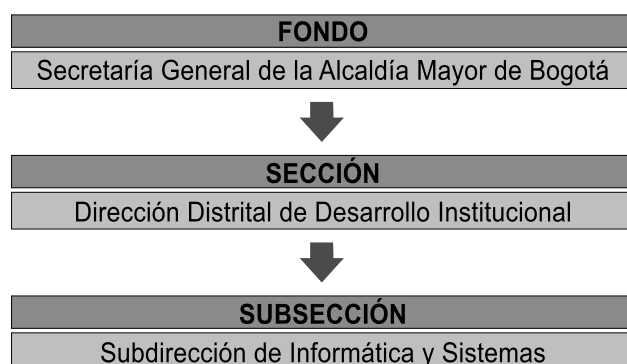 FONDO
Secretaría General de la Alcaldía Mayor de Bogotá
SECCIÓN
Dirección Distrital de Desarrollo Institucional
SUBSECCIÓN
Subdirección de Informática y Sistemas